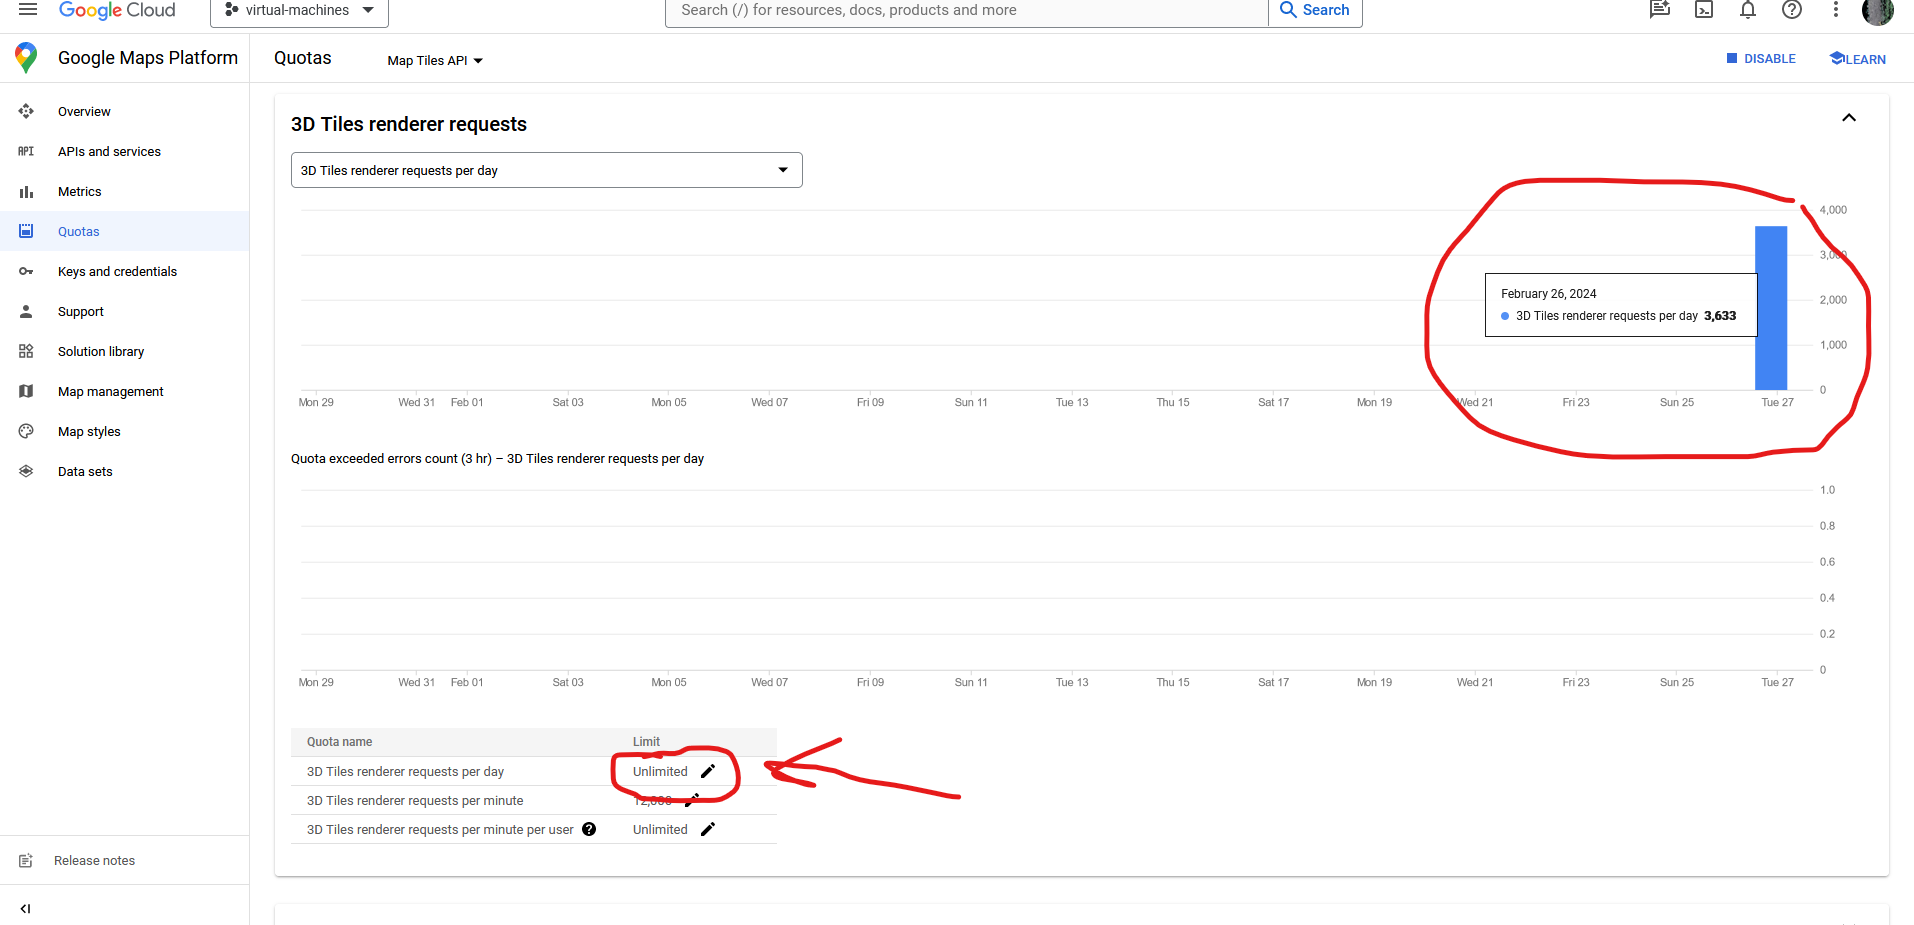 Google Cloud
virtual-machines
Search (/) for resources, docs, products and more
Search
Google Maps Platform
Quotas
Map Tiles API
DISABLE
LEARN
Overview
API APIs and services
Metrics
Quotas
Keys and credentials
Support
Solution library
Map management
Map styles
Data sets
Release notes
3D Tiles renderer requests
3D Tiles renderer requests per day
4,000
3,000
2,000
1,000
0
February 26, 2024
3D Tiles renderer requests per day 3,633
Mon 29 Wed 31 Feb 01 Sat 03 Mon 05 Wed 07 Fri 09 Sun 11 Tue 13 Thu 15 Sat 17 Mon 19 Wed 21 Fri 23 Sun 25 Tue 27
Quota exceeded errors count (3 hr) – 3D Tiles renderer requests per day
1.0
0.8
0.6
0.4
0.2
0
Mon 29 Wed 31 Feb 01 Sat 03 Mon 05 Wed 07 Fri 09 Sun 11 Tue 13 Thu 15 Sat 17 Mon 19 Wed 21 Fri 23 Sun 25 Tue 27
Quota name Limit
3D Tiles renderer requests per day Unlimited
3D Tiles renderer requests per minute 12,000
3D Tiles renderer requests per minute per user Unlimited